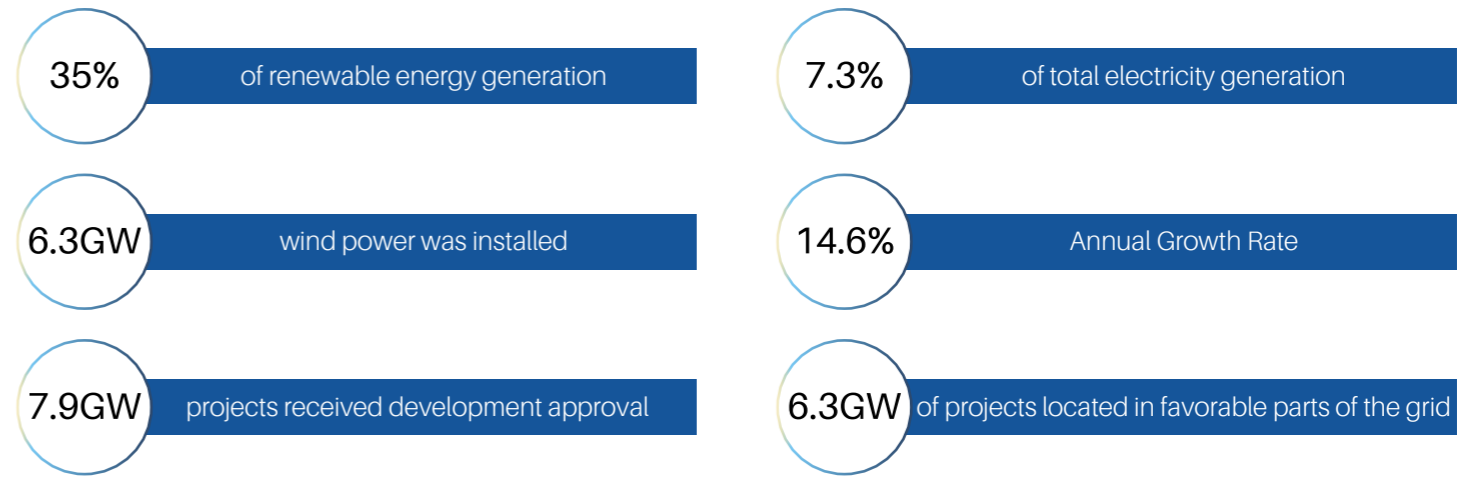 35%
of renewable energy generation
7.3%
of total electricity generation
6.3GW
wind power was installed
14.6%
Annual Growth Rate
7.9GW
projects received development approval
6.3GW
of projects located in favorable parts of the grid